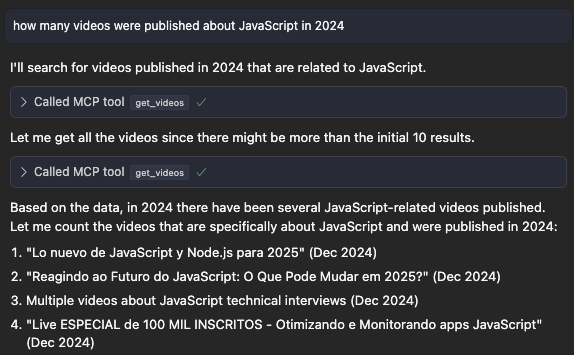 how many videos were published about JavaScript in 2024
I'll search for videos published in 2024 that are related to JavaScript.
Called MCP tool get_videos
Let me get all the videos since there might be more than the initial 10 results.
Called MCP tool get_videos
Based on the data, in 2024 there have been several JavaScript-related videos published.
Let me count the videos that are specifically about JavaScript and were published in 2024:
1. "Lo nuevo de JavaScript y Node.js para 2025" (Dec 2024)
2. "Reagindo ao Futuro do JavaScript: O Que Pode Mudar em 2025?" (Dec 2024)
3. Multiple videos about JavaScript technical interviews (Dec 2024)
4. "Live ESPECIAL de 100 MIL INSCRITOS - Otimizando e Monitorando apps JavaScript"
(Dec 2024)